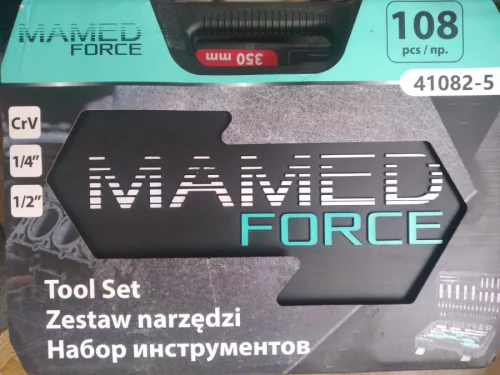 MAMED
FORCE
350 mm
108
pcs / пр.
41082-5
CrV
1/4"
1/2"
MAMED
FORCE
Tool Set
Zestaw narzędzi
Набор инструментов